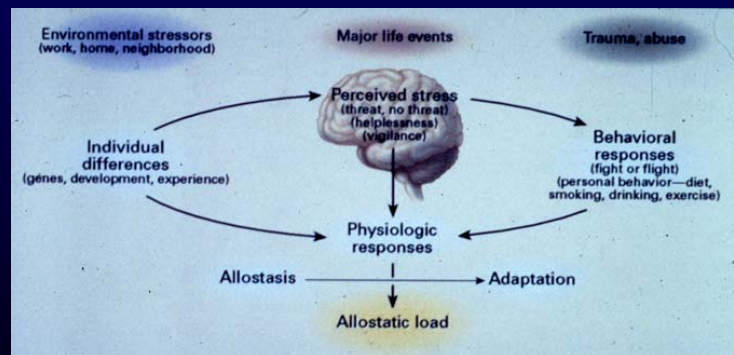 Environmental stressors
(work, home, neighborhood)
Major life events
Trauma, abuse
Perceived stress
(threat, no threat)
(helplessness)
(vigilance)
Individual
differences
(genes, development, experience)
Behavioral
responses
(fight or flight)
(personal behavior—diet,
smoking, drinking, exercise)
Physiologic
responses
Allostasis
Adaptation
Allostatic load